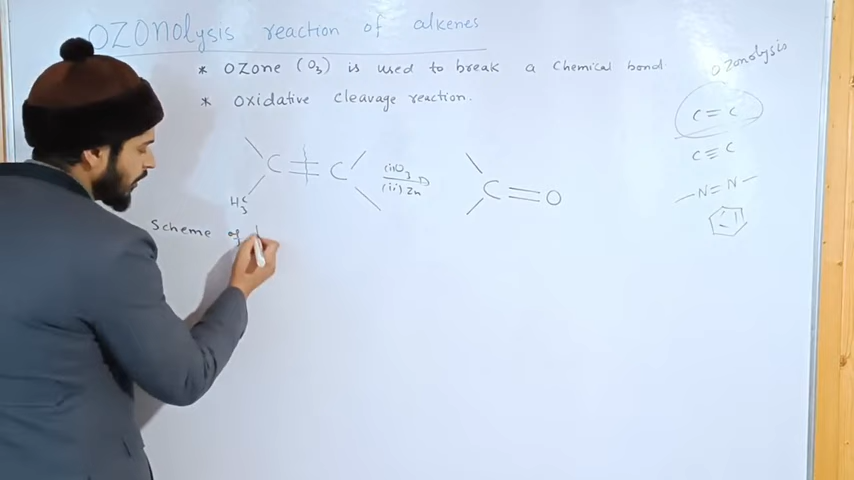 Ozonolysis reaction of alkenes
* Ozone (O3) is used to break a chemical bond
* Oxidative cleavage reaction.
Ozonolysis
C = C
C ≡ C
— N = N —
C = C (i) O3 C = O
(ii) Zn
H3C
Scheme of